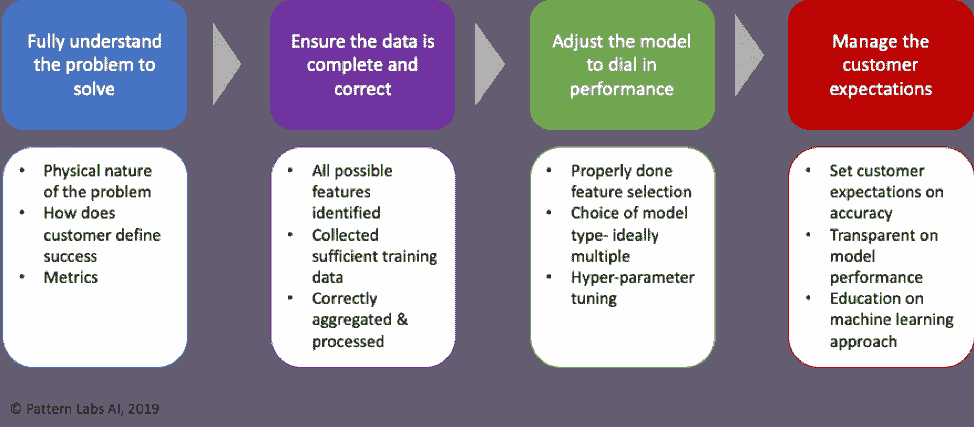 Fully understand
the problem to
solve
Ensure the data is
complete and
correct
Adjust the model
to dial in
performance
Manage the
customer
expectations
• Physical nature
of the problem
• How does
customer define
success
• Metrics
• All possible
features
identified
• Collected
sufficient training
data
• Correctly
aggregated &
processed
• Properly done
feature selection
• Choice of model
type- ideally
multiple
• Hyper-parameter
tuning
• Set customer
expectations on
accuracy
• Transparent on
model
performance
• Education on
machine learning
approach
© Pattern Labs AI, 2019